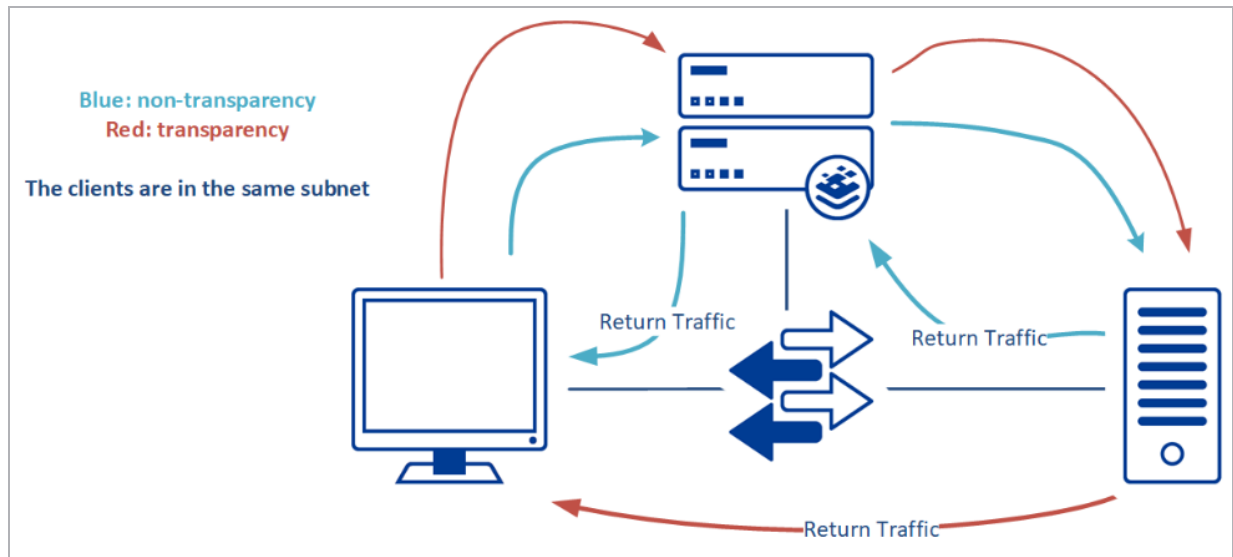 Blue: non-transparency
Red: transparency
The clients are in the same subnet
Return Traffic
Return Traffic
Return Traffic